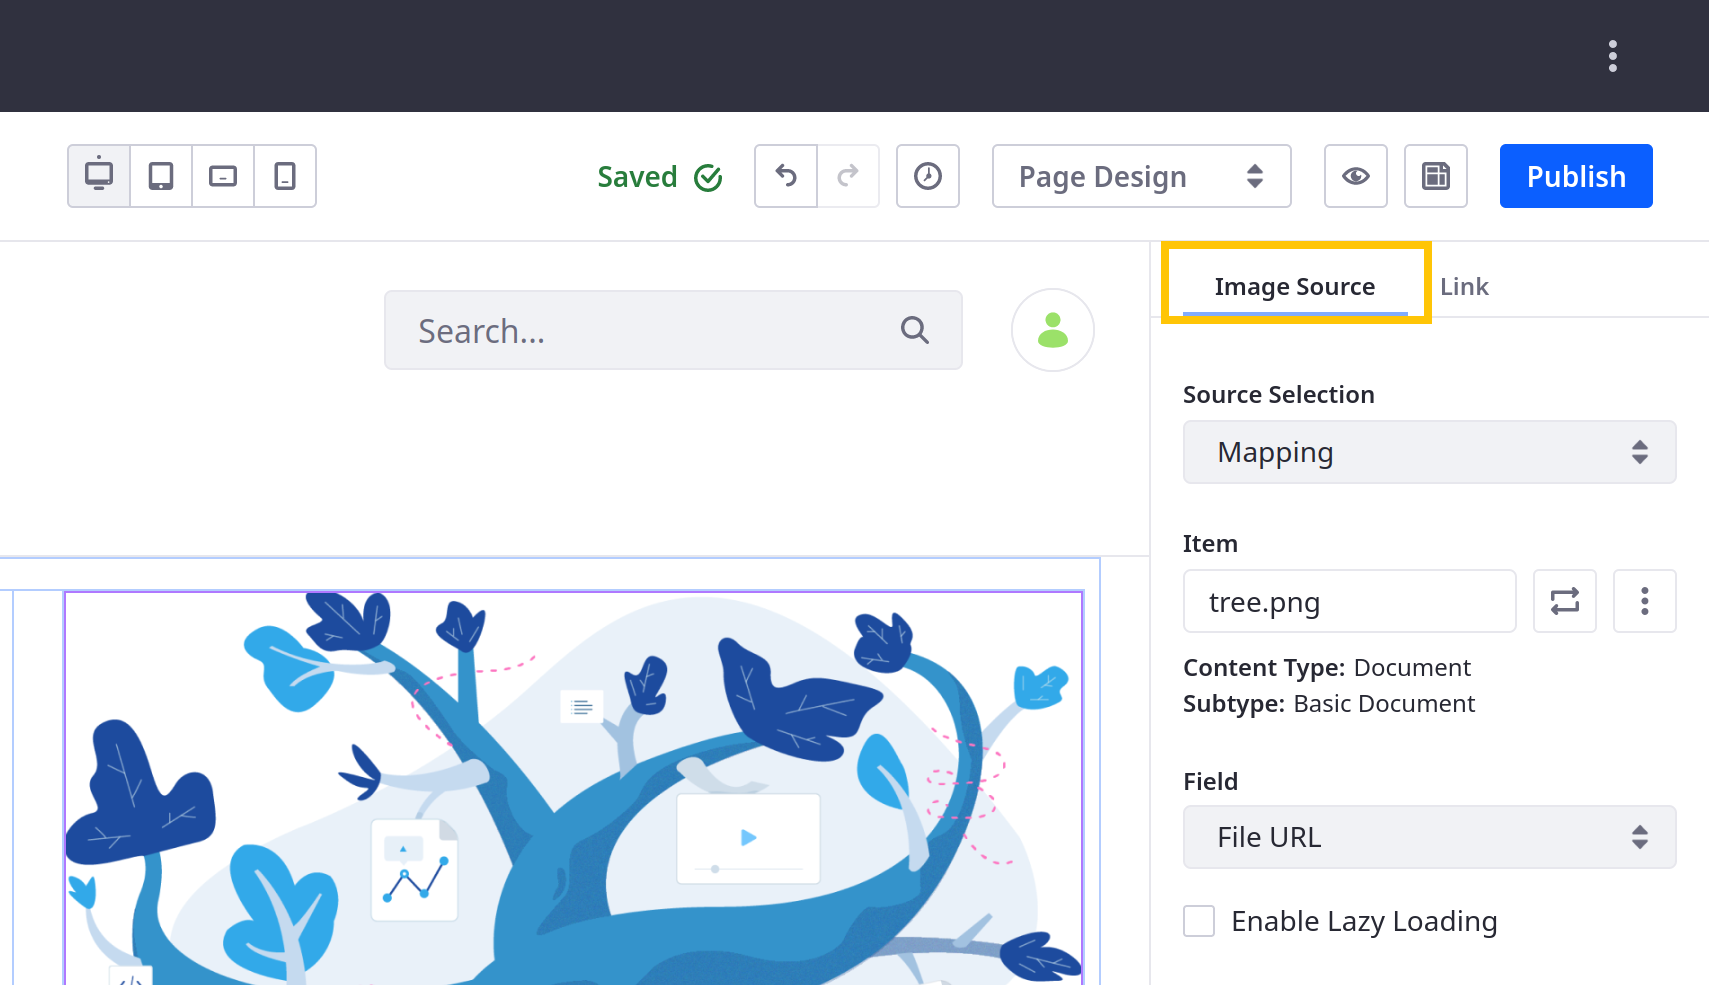 Saved
Page Design
Publish
Image Source
Link
Search...
Source Selection
Mapping
Item
tree.png
Content Type: Document
Subtype: Basic Document
Field
File URL
Enable Lazy Loading